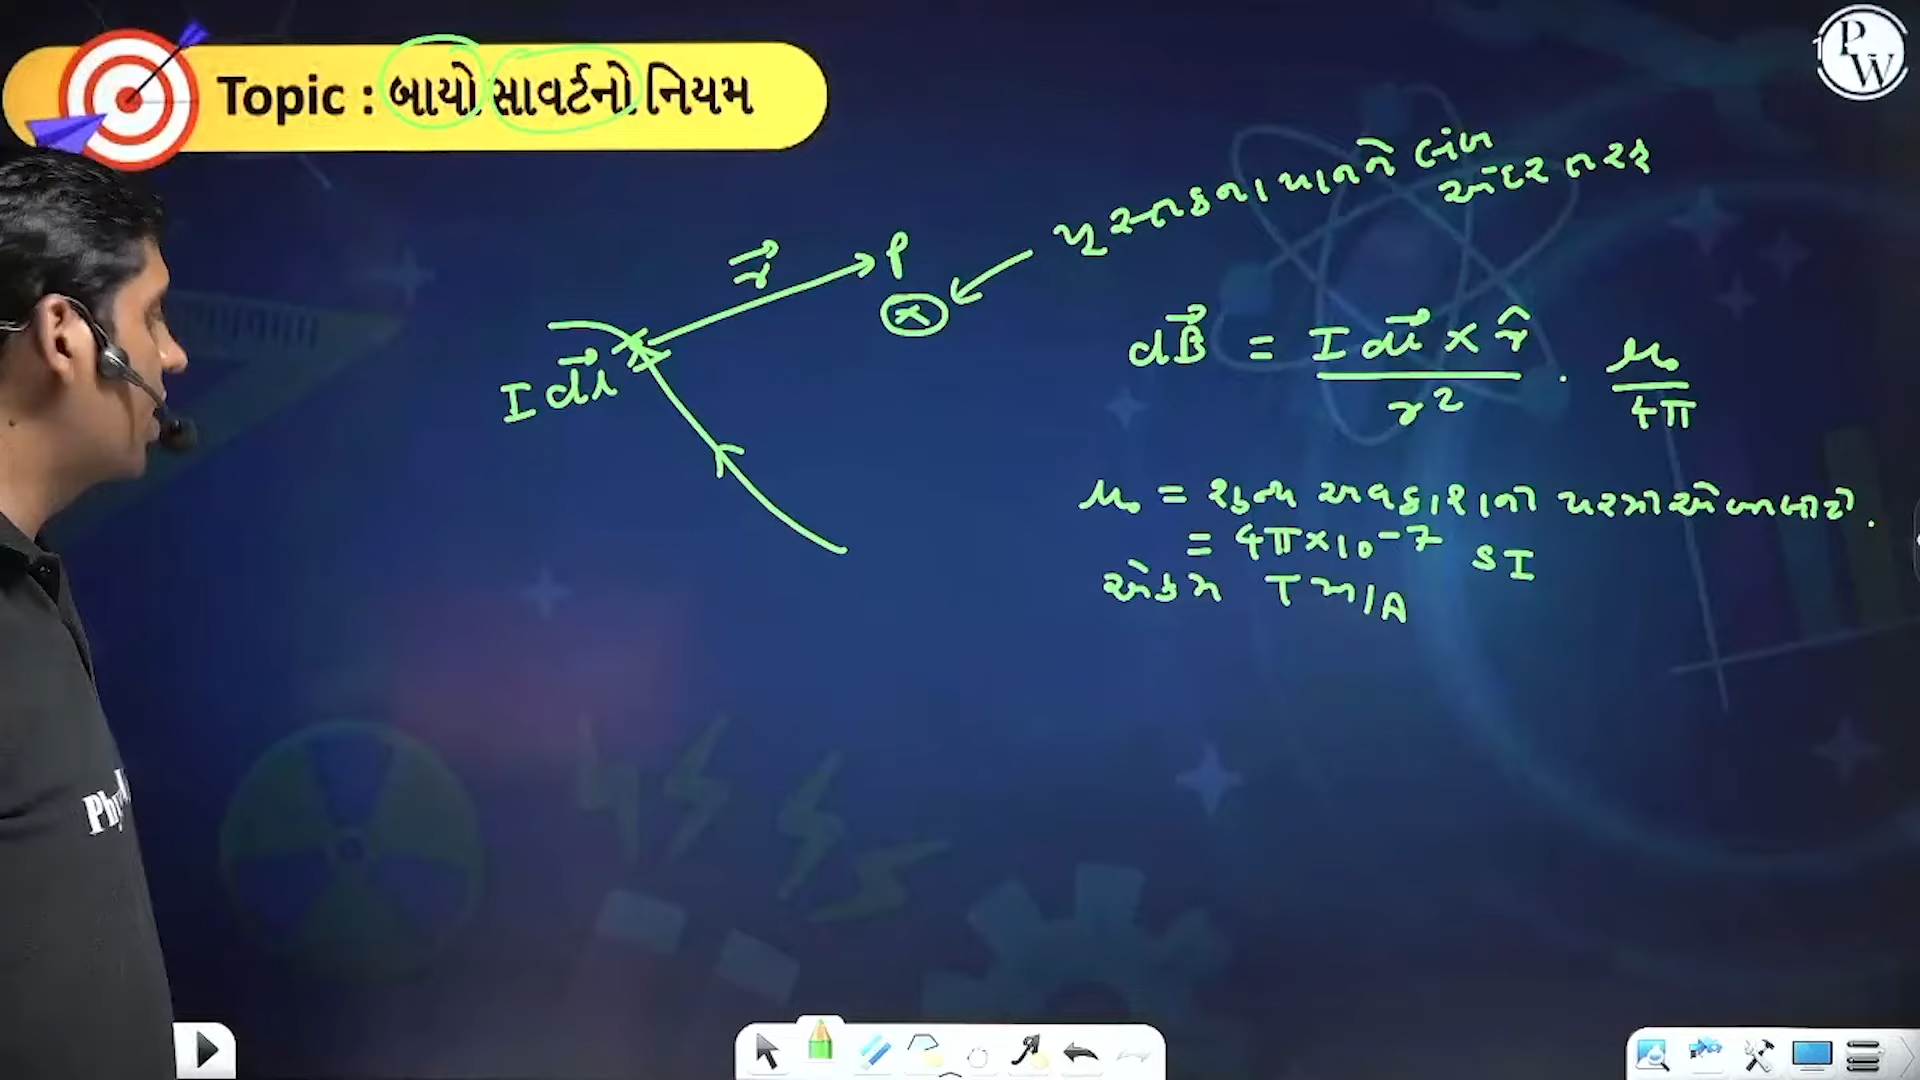 Topic : બાયો સાવર્ટનો નિયમ
PW
પુસ્તકના પાનને લંબ
અંદર તરફ
r⃗
P
⊗
I dl⃗
dB⃗ = I dl⃗ × r̂ / r² · μ₀ / 4π
μ₀ = શૂન્ય અવકાશની પરમીએબિલીટી.
= 4π×10⁻⁷ SI
એકમ Tm/A